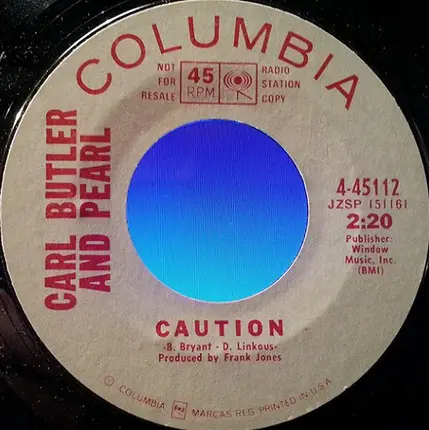 COLUMBIA
NOT
FOR
RESALE
45
RPM
RADIO
STATION
COPY
CARL BUTLER
AND PEARL
4-45112
JZSP 151161
2:20
Publisher:
Window
Music, Inc.
(BMI)
CAUTION
-B. Bryant - D. Linkous-
Produced by Frank Jones
COLUMBIA MARCAS REG. PRINTED IN U.S.A